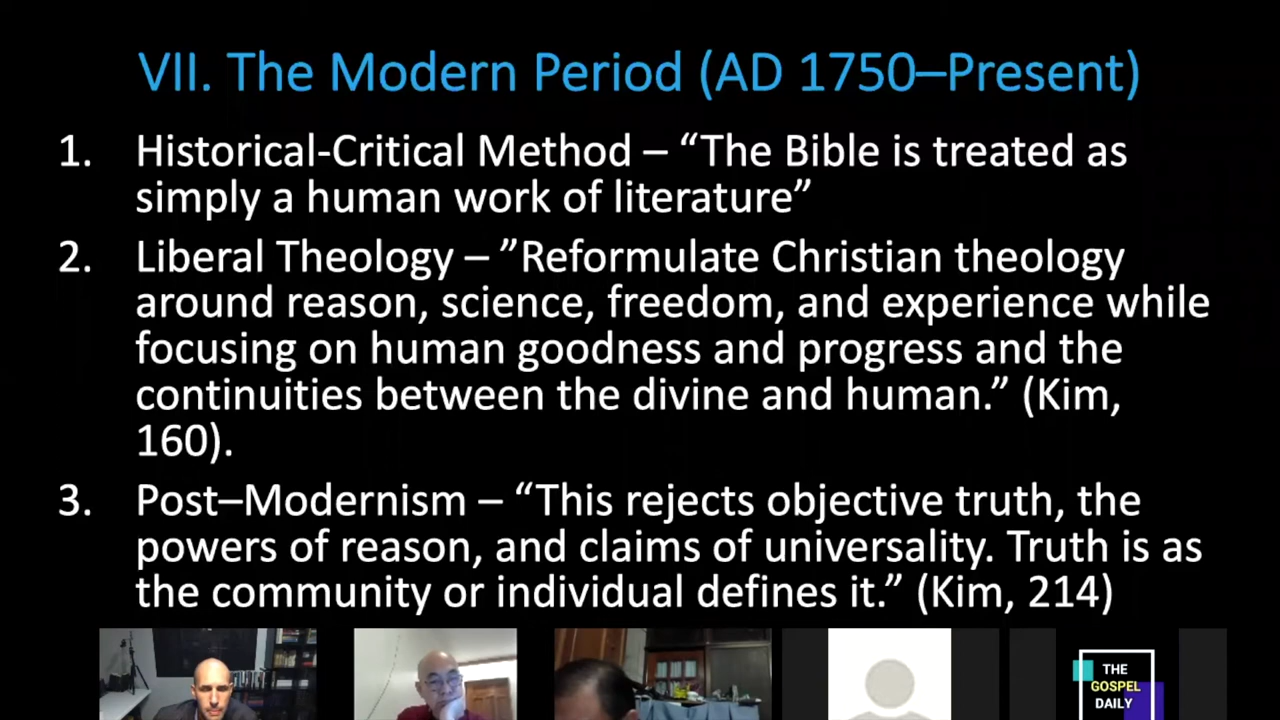 VII. The Modern Period (AD 1750–Present)
1. Historical-Critical Method – “The Bible is treated as
simply a human work of literature”
2. Liberal Theology – ”Reformulate Christian theology
around reason, science, freedom, and experience while
focusing on human goodness and progress and the
continuities between the divine and human.” (Kim,
160).
3. Post–Modernism – “This rejects objective truth, the
powers of reason, and claims of universality. Truth is as
the community or individual defines it.” (Kim, 214)
THE
GOSPEL
DAILY